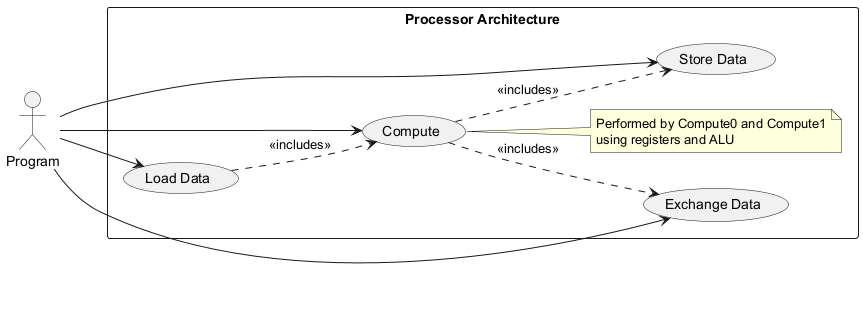 Processor Architecture
Store Data
«includes»
Performed by Compute0 and Compute1
using registers and ALU
Compute
«includes»
«includes»
Program
Load Data
Exchange Data